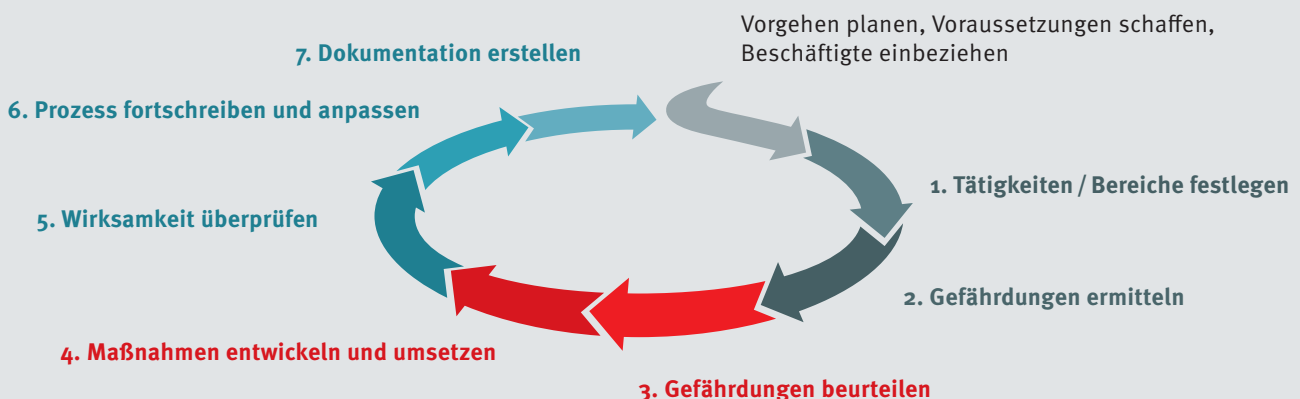 Vorgehen planen, Voraussetzungen schaffen,
Beschäftigte einbeziehen
1. Tätigkeiten / Bereiche festlegen
2. Gefährdungen ermitteln
3. Gefährdungen beurteilen
4. Maßnahmen entwickeln und umsetzen
5. Wirksamkeit überprüfen
6. Prozess fortschreiben und anpassen
7. Dokumentation erstellen